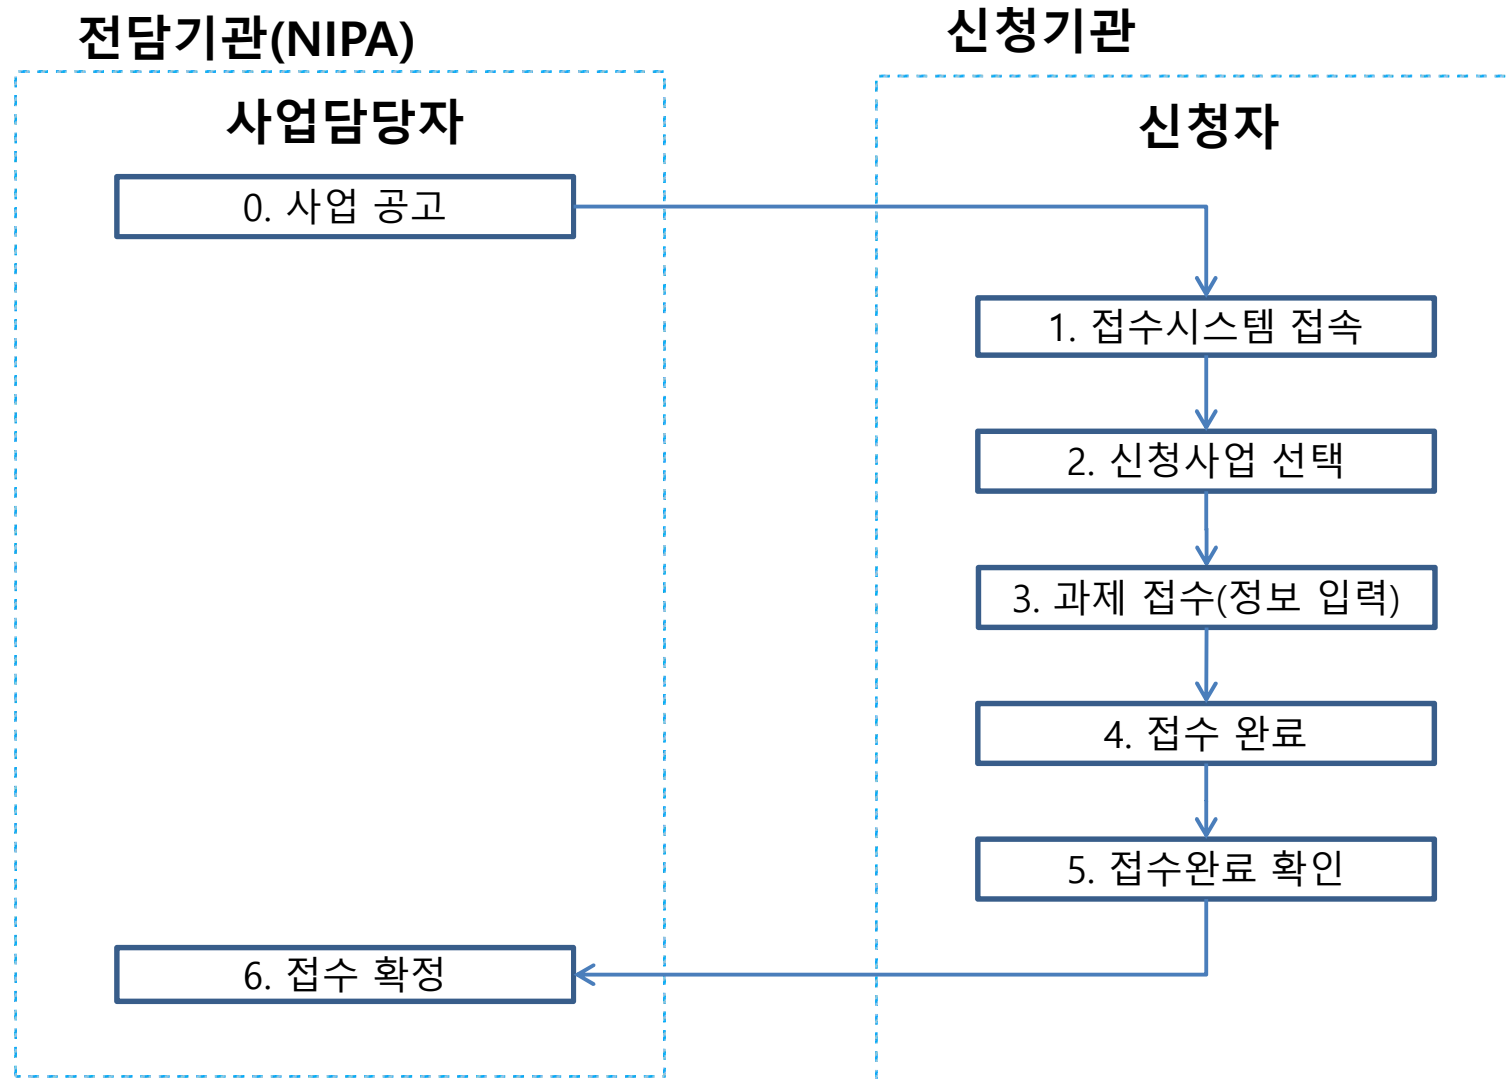 전담기관(NIPA)
신청기관
사업담당자
신청자
0. 사업 공고
1. 접수시스템 접속
2. 신청사업 선택
3. 과제 접수(정보 입력)
4. 접수 완료
5. 접수완료 확인
6. 접수 확정